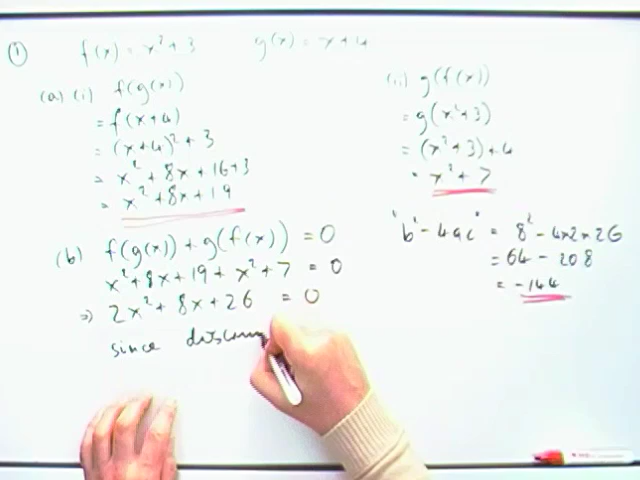 ① f(x) = x² + 3 g(x) = x + 4
(a) (i) f(g(x))
= f(x+4)
= (x+4)² + 3
= x² + 8x + 16 + 3
= x² + 8x + 19
(ii) g(f(x))
= g(x²+3)
= (x²+3) + 4
= x² + 7
(b) f(g(x)) + g(f(x)) = 0
x² + 8x + 19 + x² + 7 = 0
⇒ 2x² + 8x + 26 = 0
since discrim
"b² - 4ac" = 8² - 4×2×26
= 64 - 208
= -144